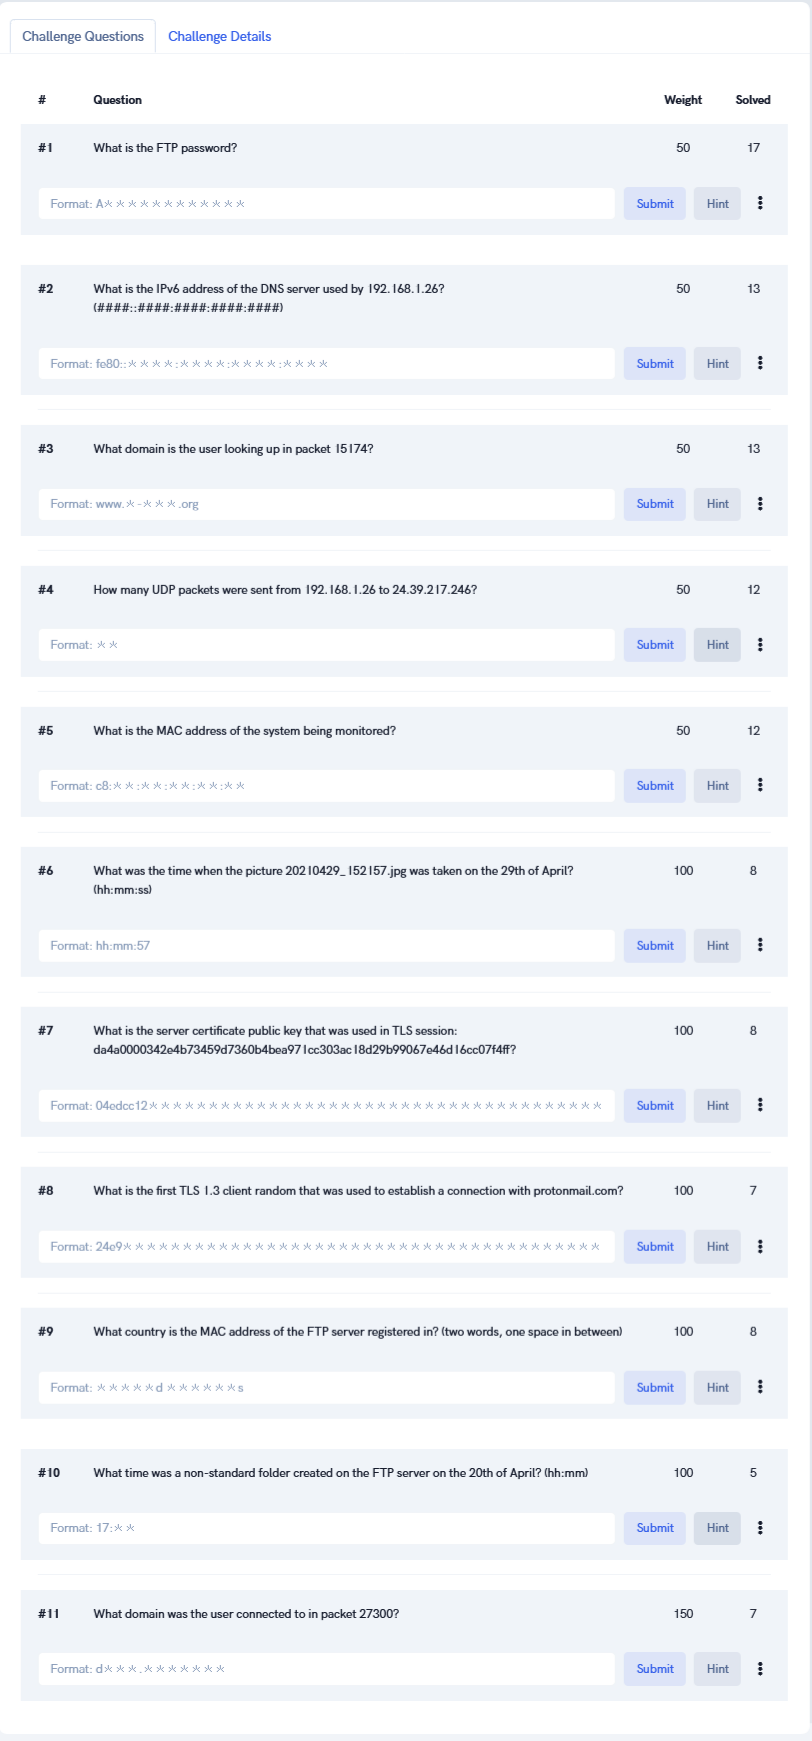 Challenge Questions Challenge Details
# Question Weight Solved
#1 What is the FTP password? 50 17
Format: A************ Submit Hint
#2 What is the IPv6 address of the DNS server used by 192.168.1.26? 50 13
(####::####:####:####:####)
Format: fe80::****:****:****:**** Submit Hint
#3 What domain is the user looking up in packet 15174? 50 13
Format: www.*-***.org Submit Hint
#4 How many UDP packets were sent from 192.168.1.26 to 24.39.217.246? 50 12
Format: ** Submit Hint
#5 What is the MAC address of the system being monitored? 50 12
Format: c8:**:**:**:**:** Submit Hint
#6 What was the time when the picture 20210429_152157.jpg was taken on the 29th of April? 100 8
(hh:mm:ss)
Format: hh:mm:57 Submit Hint
#7 What is the server certificate public key that was used in TLS session: 100 8
da4a0000342e4b73459d7360b4bea971cc303ac18d29b99067e46d16cc07f4ff?
Format: 04edcc12*************************************** Submit Hint
#8 What is the first TLS 1.3 client random that was used to establish a connection with protonmail.com? 100 7
Format: 24e9***************************************** Submit Hint
#9 What country is the MAC address of the FTP server registered in? (two words, one space in between) 100 8
Format: *****d ******s Submit Hint
#10 What time was a non-standard folder created on the FTP server on the 20th of April? (hh:mm) 100 5
Format: 17:** Submit Hint
#11 What domain was the user connected to in packet 27300? 150 7
Format: d***.******* Submit Hint